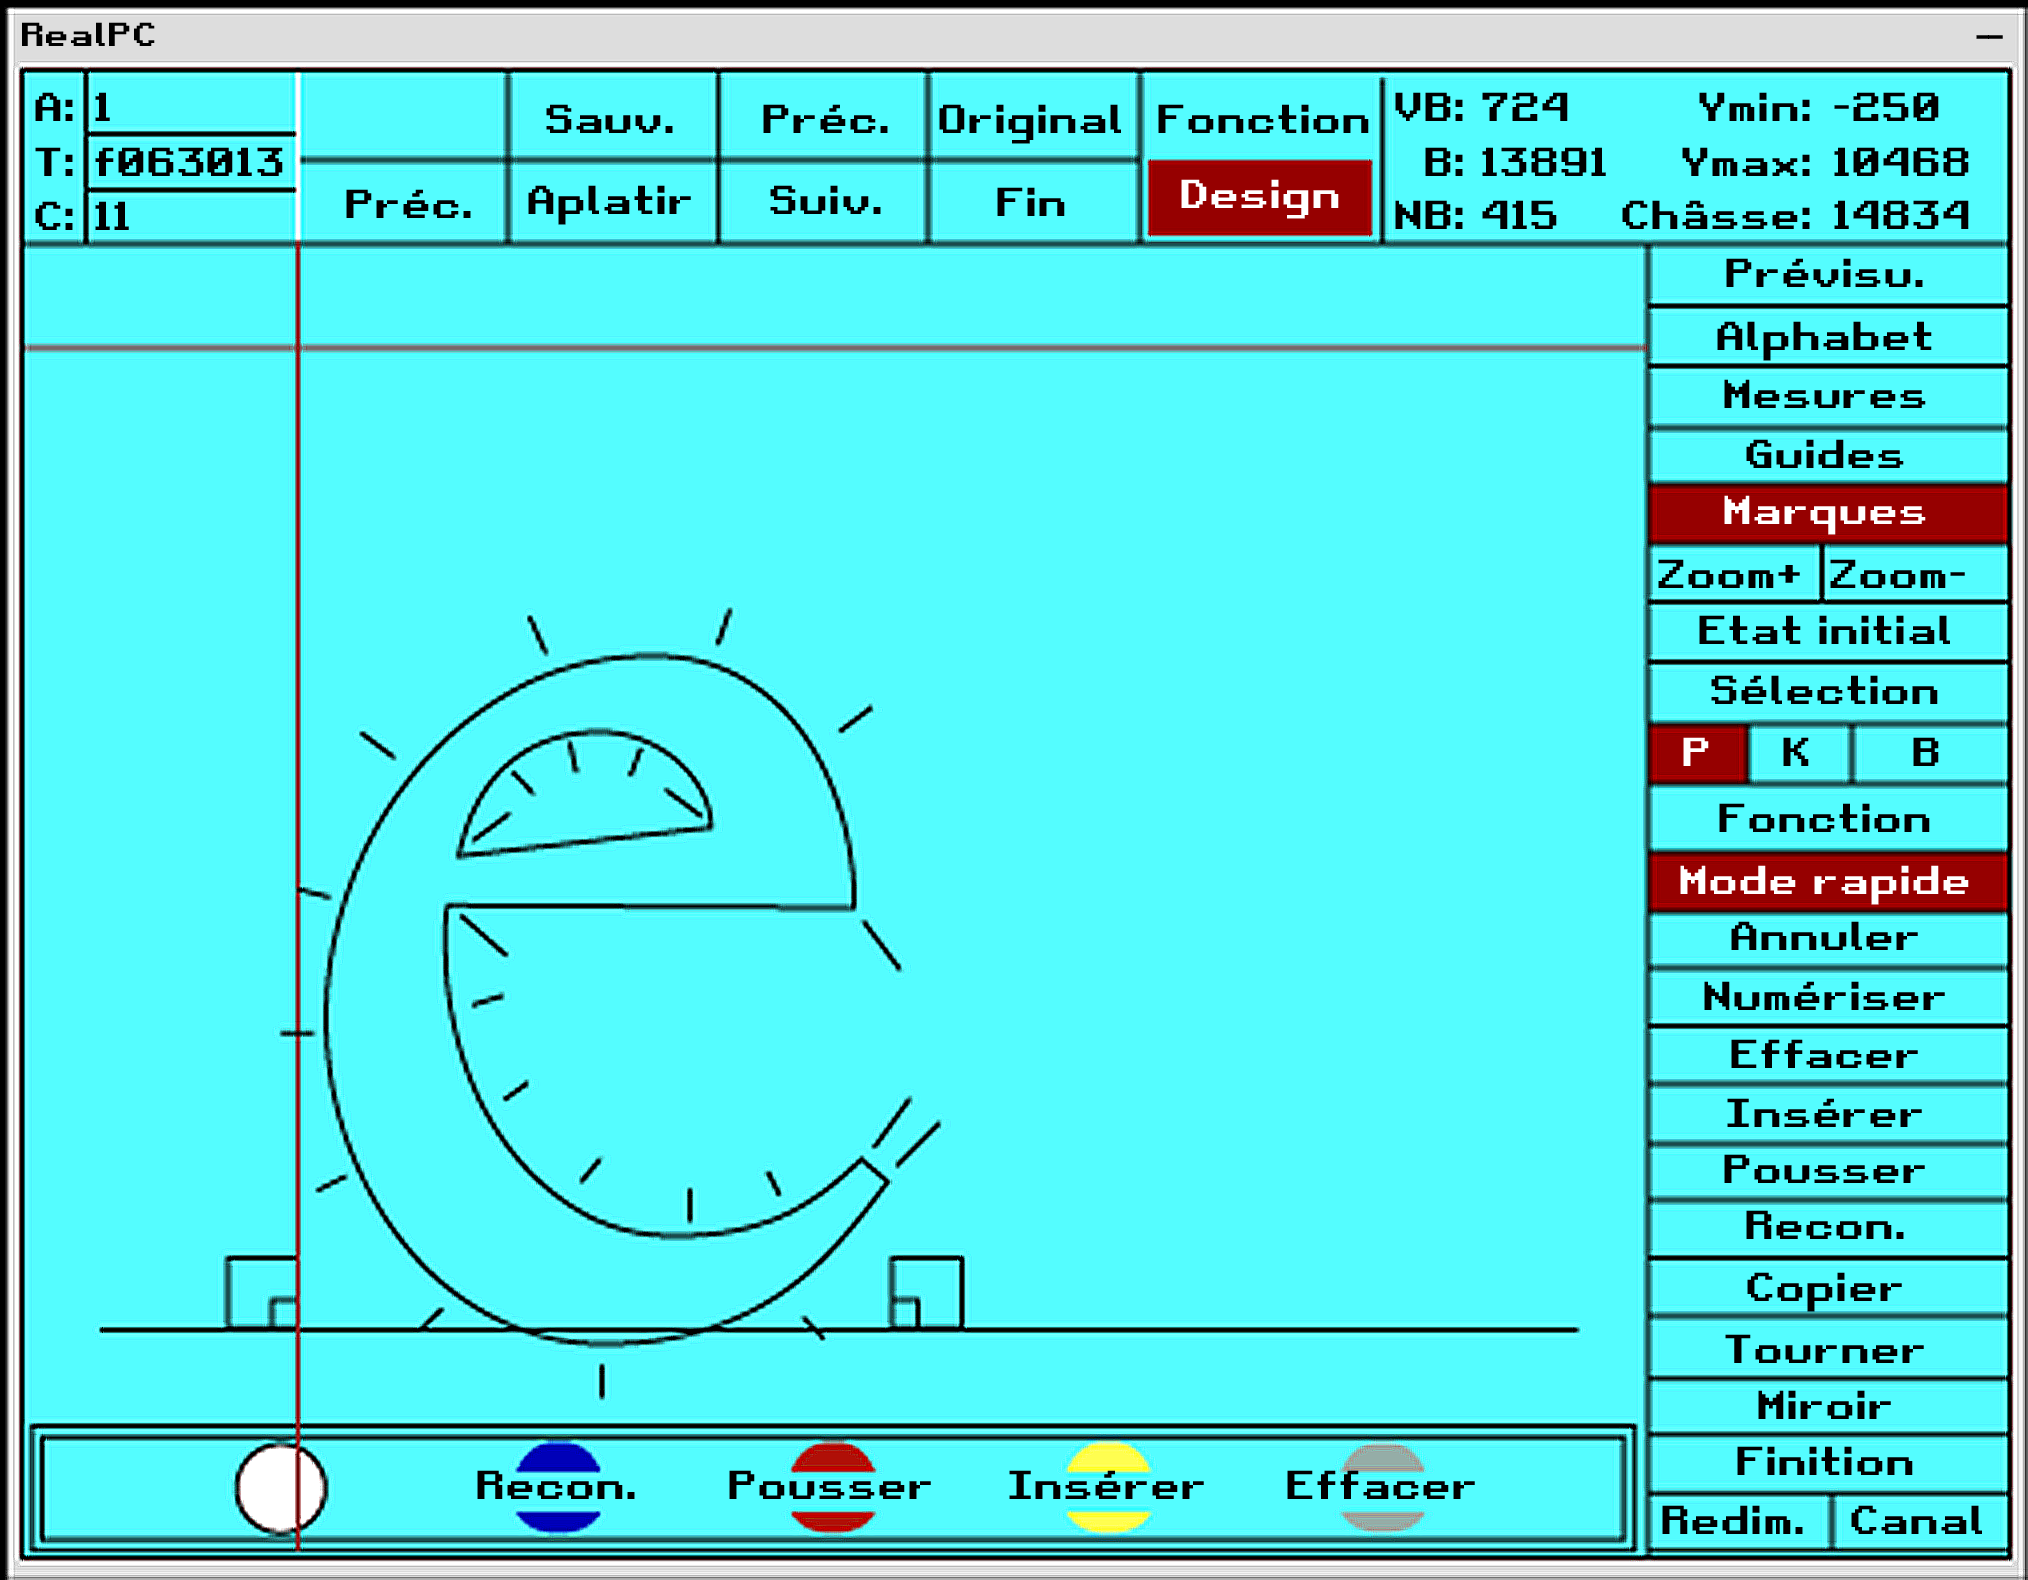 RealPC
A: 1
T: f063013
C: 11
Sauv.
Préc.
Original
Fonction
Préc.
Aplatir
Suiv.
Fin
Design
VB: 724 Ymin: -250
B: 13891 Ymax: 10468
NB: 415 Châsse: 14834
Prévisu.
Alphabet
Mesures
Guides
Marques
Zoom+ Zoom-
Etat initial
Sélection
P K B
Fonction
Mode rapide
Annuler
Numériser
Effacer
Insérer
Pousser
Recon.
Copier
Tourner
Miroir
Finition
Redim. Canal
e
Recon. Pousser Insérer Effacer